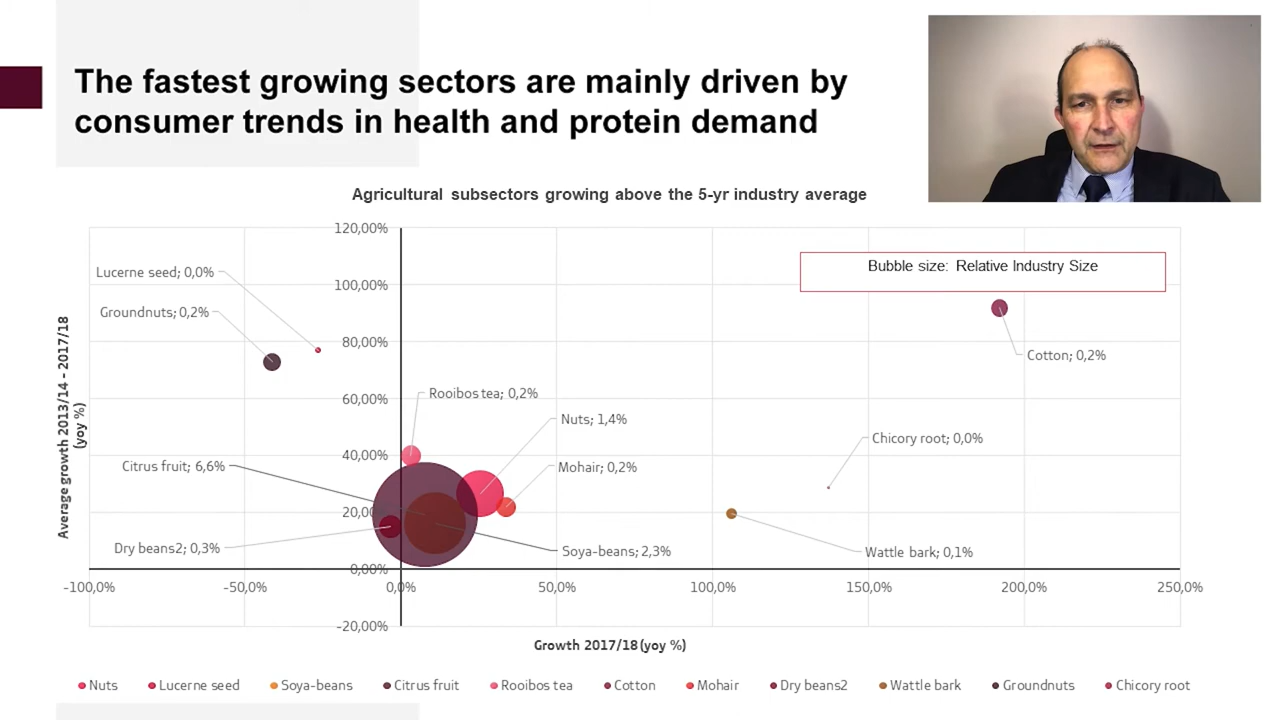 The fastest growing sectors are mainly driven by
consumer trends in health and protein demand
Agricultural subsectors growing above the 5-yr industry average
Bubble size: Relative Industry Size
Average growth 2013/14 - 2017/18
(yoy %)
120,00%
100,00%
80,00%
60,00%
40,00%
20,00
0,00%
-20,00%
Lucerne seed; 0,0%
Groundnuts; 0,2%
Cotton; 0,2%
Rooibos tea; 0,2%
Nuts; 1,4%
Chicory root; 0,0%
Citrus fruit; 6,6%
Mohair; 0,2%
Dry beans2; 0,3%
Soya-beans; 2,3%
Wattle bark; 0,1%
-100,0% -50,0% 0,0% 50,0% 100,0% 150,0% 200,0% 250,0%
Growth 2017/18 (yoy %)
Nuts Lucerne seed Soya-beans Citrus fruit Rooibos tea Cotton Mohair Dry beans2 Wattle bark Groundnuts Chicory root